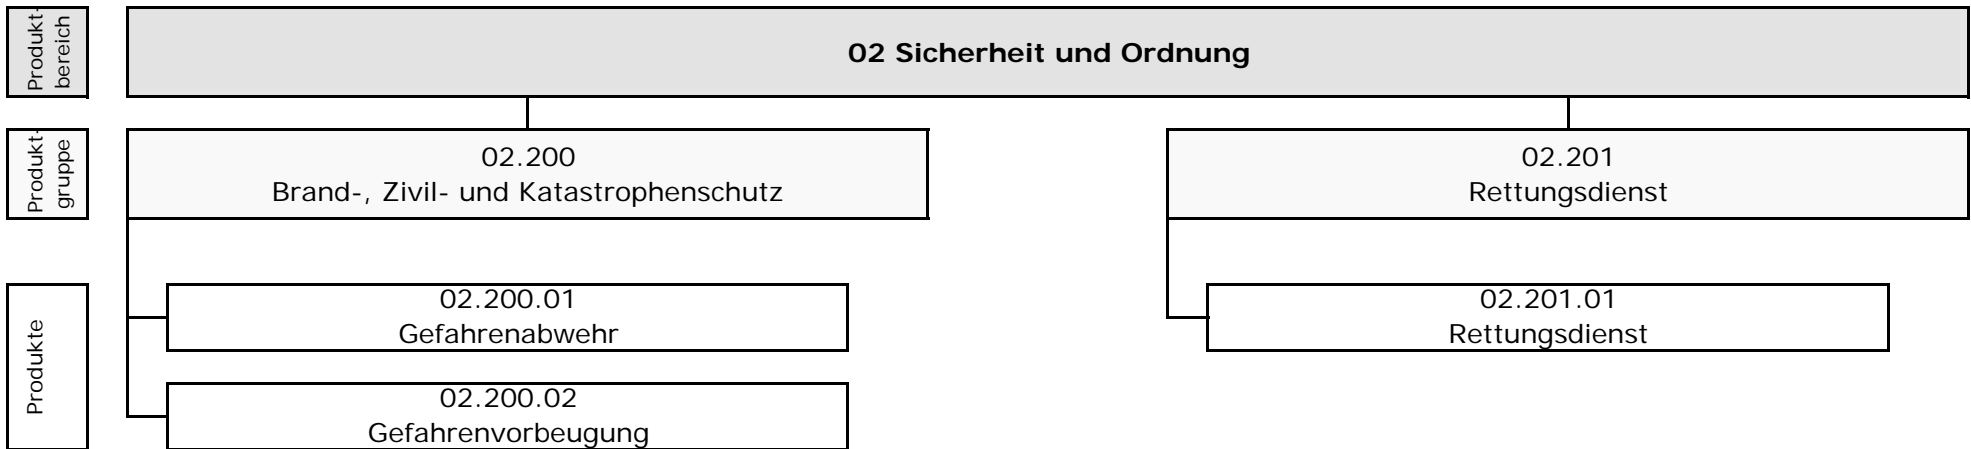 Produkt-
bereich
02 Sicherheit und Ordnung
Produkt-
gruppe
02.200
Brand-, Zivil- und Katastrophenschutz
02.201
Rettungsdienst
Produkte
02.200.01
Gefahrenabwehr
02.201.01
Rettungsdienst
02.200.02
Gefahrenvorbeugung